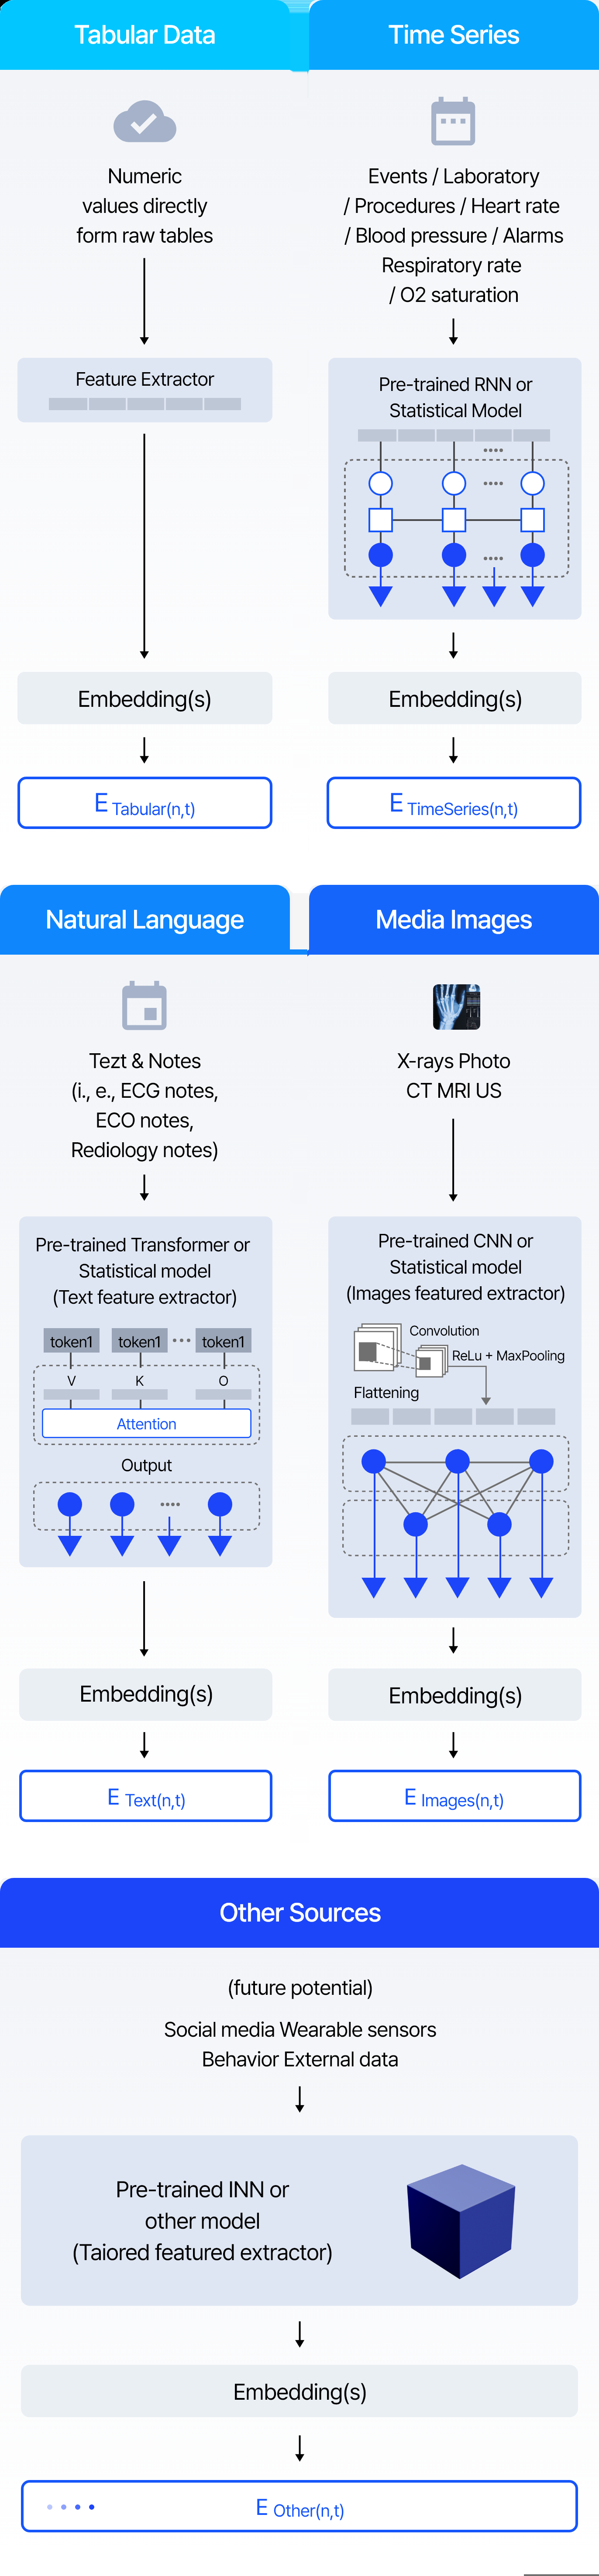 Tabular Data
Numeric
values directly
form raw tables
Feature Extractor
Embedding(s)
E Tabular(n,t)
Time Series
Events / Laboratory
/ Procedures / Heart rate
/ Blood pressure / Alarms
Respiratory rate
/ O2 saturation
Pre-trained RNN or
Statistical Model
Embedding(s)
E TimeSeries(n,t)
Natural Language
Tezt & Notes
(i., e., ECG notes,
ECO notes,
Rediology notes)
Pre-trained Transformer or
Statistical model
(Text feature extractor)
token1 token1 token1
V K O
Attention
Output
Embedding(s)
E Text(n,t)
Media Images
X-rays Photo
CT MRI US
Pre-trained CNN or
Statistical model
(Images featured extractor)
Convolution
ReLu + MaxPooling
Flattening
Embedding(s)
E Images(n,t)
Other Sources
(future potential)
Social media Wearable sensors
Behavior External data
Pre-trained INN or
other model
(Taiored featured extractor)
Embedding(s)
E Other(n,t)